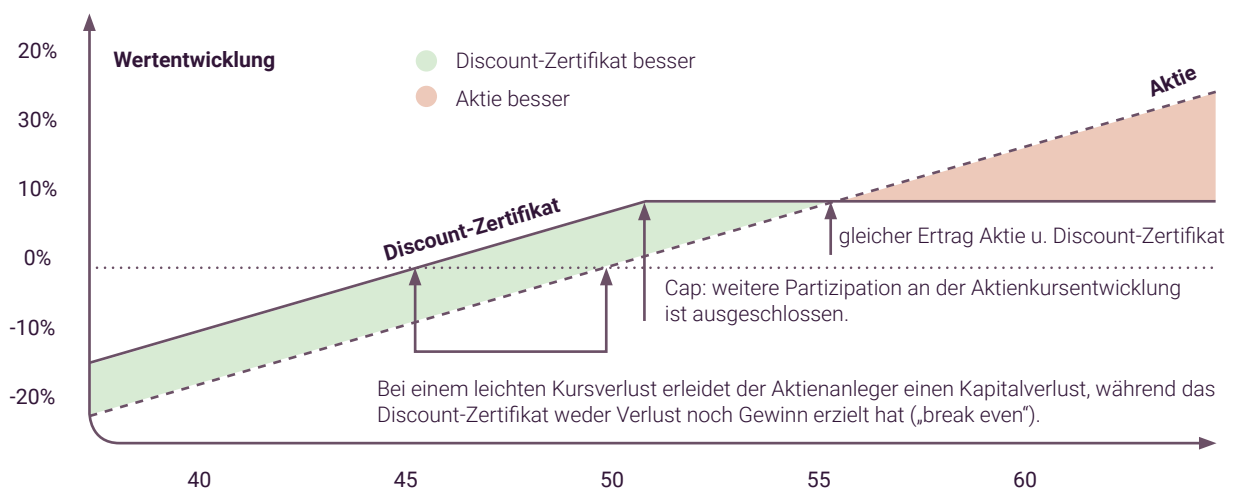 20%
Wertentwicklung
Discount-Zertifikat besser
Aktie besser
Aktie
30%
10%
Discount-Zertifikat
gleicher Ertrag Aktie u. Discount-Zertifikat
0%
Cap: weitere Partizipation an der Aktienkursentwicklung
ist ausgeschlossen.
-10%
Bei einem leichten Kursverlust erleidet der Aktienanleger einen Kapitalverlust, während das
Discount-Zertifikat weder Verlust noch Gewinn erzielt hat („break even“).
-20%
40 45 50 55 60